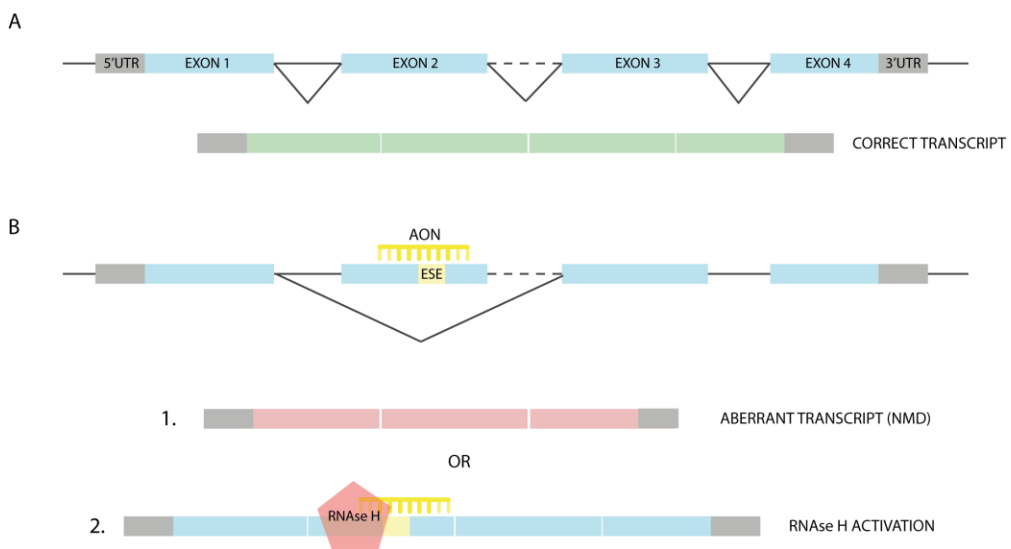 A
5'UTR EXON 1 EXON 2 EXON 3 EXON 4 3'UTR
CORRECT TRANSCRIPT
B
AON
ESE
1. ABERRANT TRANSCRIPT (NMD)
OR
2. RNAse H RNAse H ACTIVATION